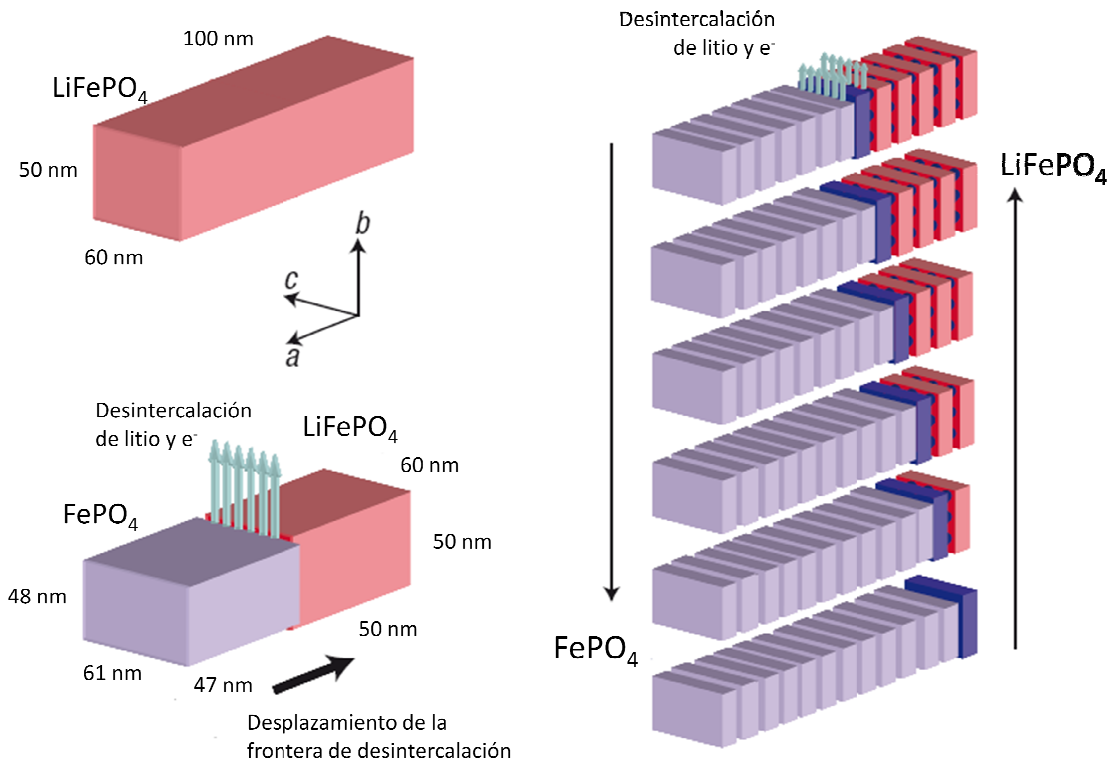 100 nm
LiFePO4
50 nm
60 nm
b
c
a
Desintercalación
de litio y e-
LiFePO4
60 nm
FePO4
50 nm
48 nm
50 nm
61 nm
47 nm
Desplazamiento de la
frontera de desintercalación
Desintercalación
de litio y e-
LiFePO4
FePO4